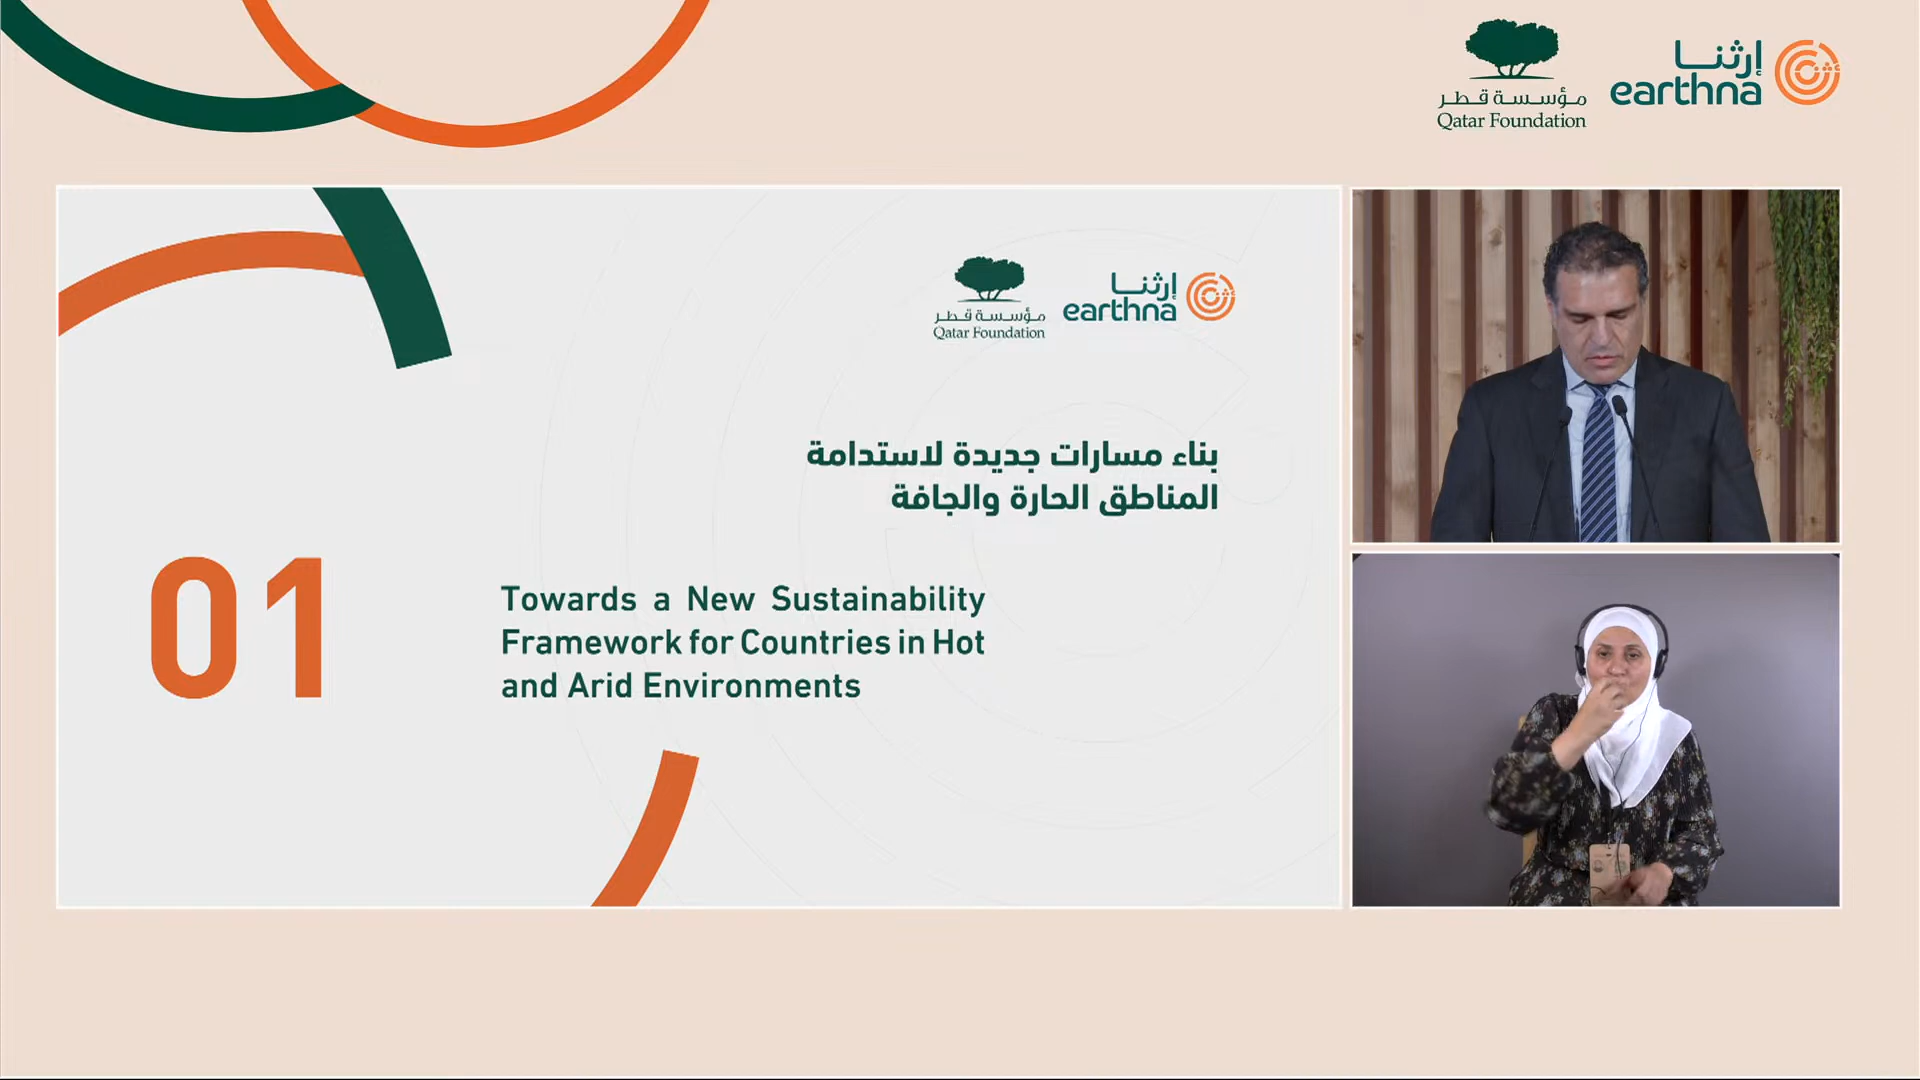 مؤسسة قطر
Qatar Foundation
إرثنا
earthna
مؤسسة قطر
Qatar Foundation
إرثنا
earthna
بناء مسارات جديدة لاستدامة
المناطق الحارة والجافة
01
Towards a New Sustainability
Framework for Countries in Hot
and Arid Environments